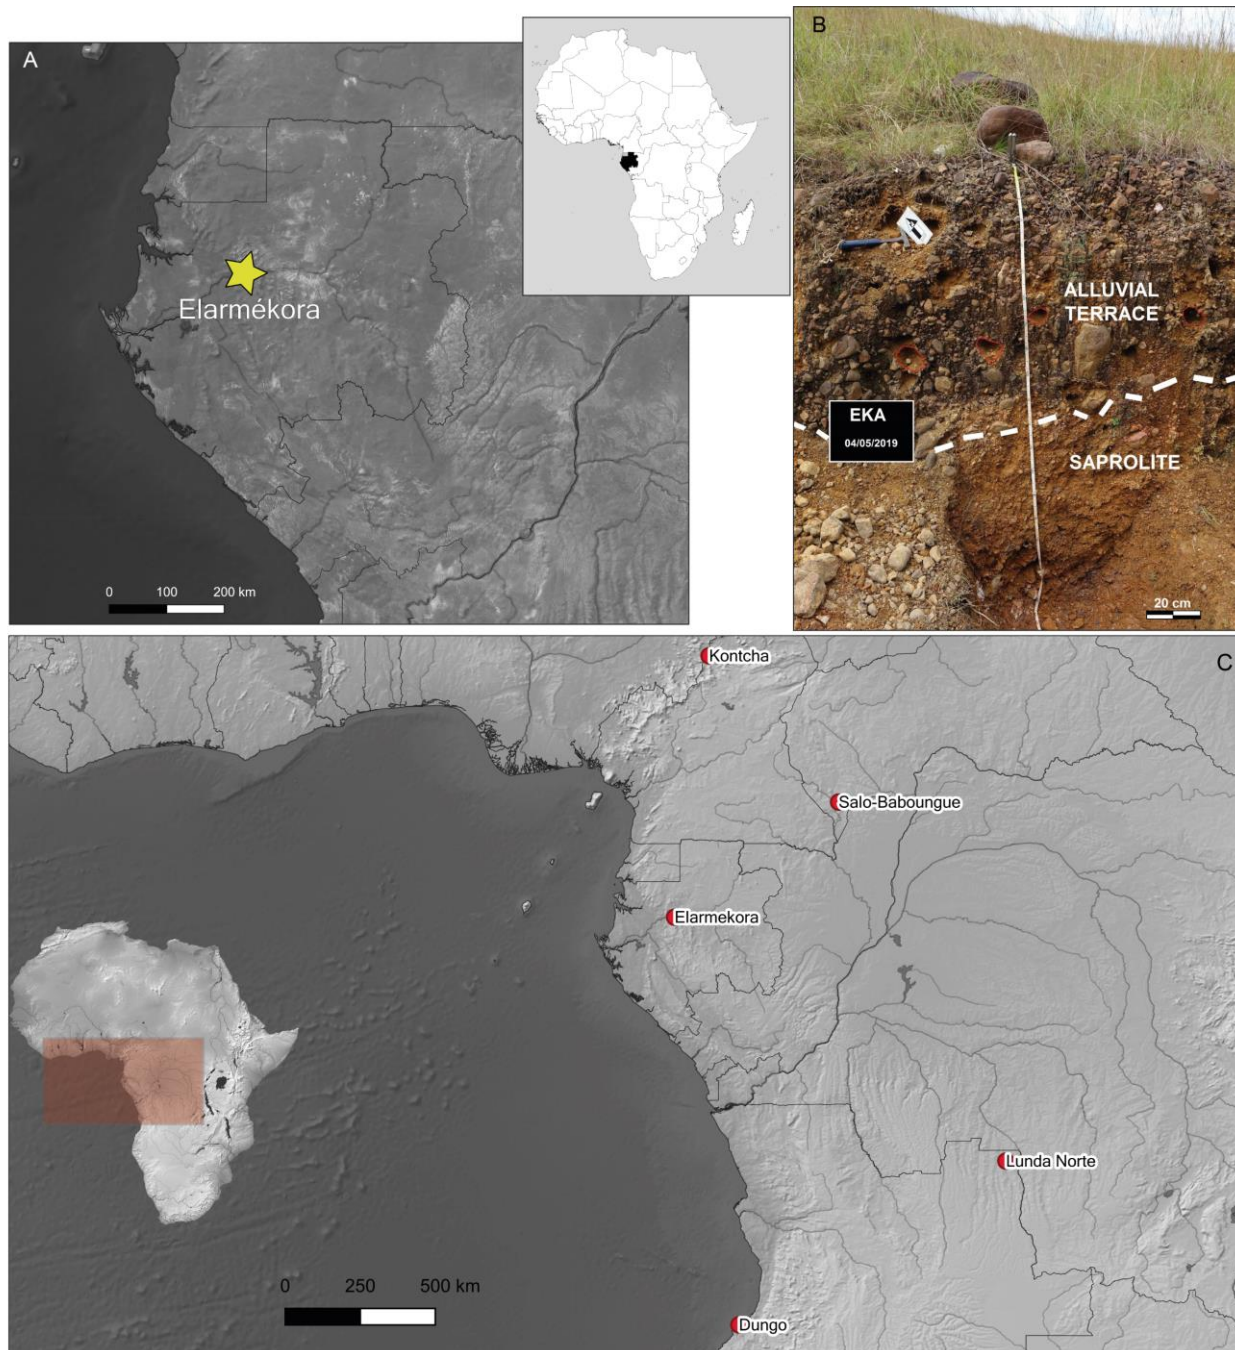 A
Elarmékora
0 100 200 km
B
ALLUVIAL
TERRACE
EKA
04/05/2019
SAPROLITE
20 cm
C
Kontcha
Salo-Baboungue
Elarmekora
Lunda Norte
Dungo
0 250 500 km